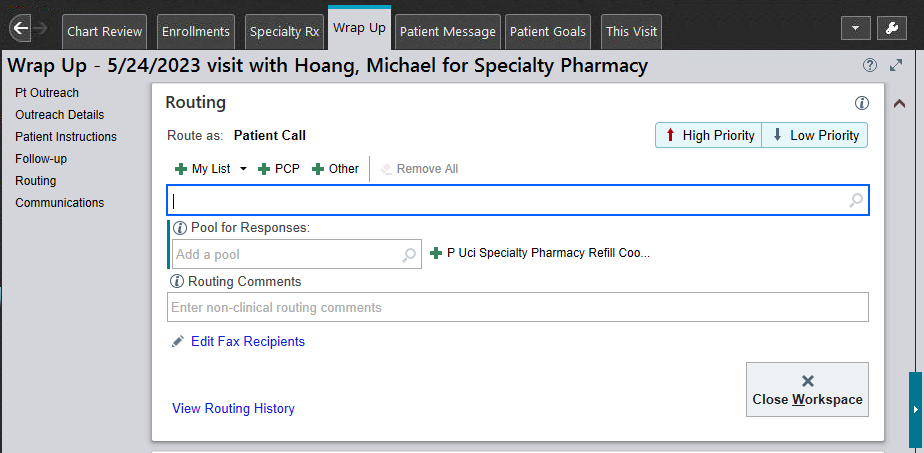 Chart Review Enrollments Specialty Rx Wrap Up Patient Message Patient Goals This Visit
Wrap Up - 5/24/2023 visit with Hoang, Michael for Specialty Pharmacy
Pt Outreach
Outreach Details
Patient Instructions
Follow-up
Routing
Communications
Routing
Route as: Patient Call
High Priority Low Priority
My List PCP Other Remove All
Pool for Responses:
Add a pool P Uci Specialty Pharmacy Refill Coo...
Routing Comments
Enter non-clinical routing comments
Edit Fax Recipients
Close Workspace
View Routing History